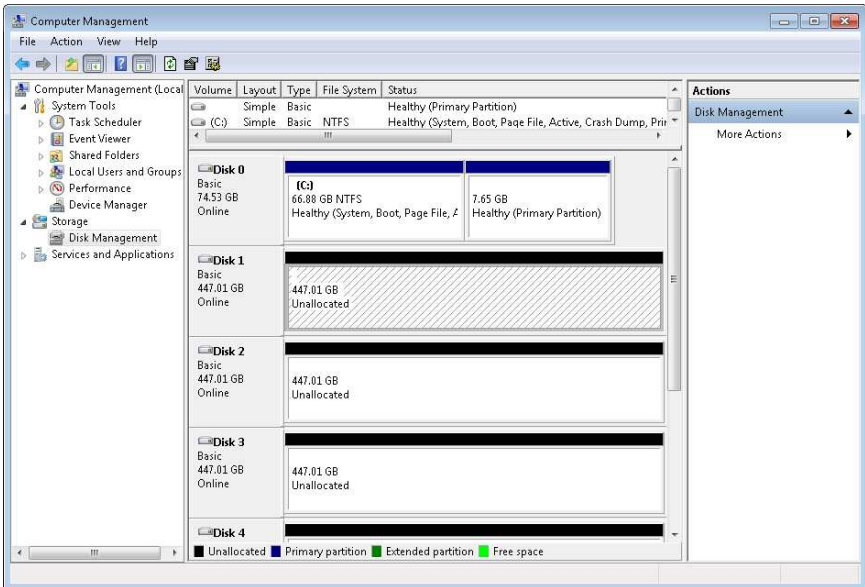 Computer Management
File Action View Help
Computer Management (Local
System Tools
Task Scheduler
Event Viewer
Shared Folders
Local Users and Groups
Performance
Device Manager
Storage
Disk Management
Services and Applications
Volume Layout Type File System Status
Simple Basic Healthy (Primary Partition)
(C:) Simple Basic NTFS Healthy (System, Boot, Page File, Active, Crash Dump, Prir
Disk 0
Basic
74.53 GB
Online
(C:)
66.88 GB NTFS
Healthy (System, Boot, Page File, A
7.65 GB
Healthy (Primary Partition)
Disk 1
Basic
447.01 GB
Online
447.01 GB
Unallocated
Disk 2
Basic
447.01 GB
Online
447.01 GB
Unallocated
Disk 3
Basic
447.01 GB
Online
447.01 GB
Unallocated
Disk 4
Unallocated Primary partition Extended partition Free space
Actions
Disk Management
More Actions